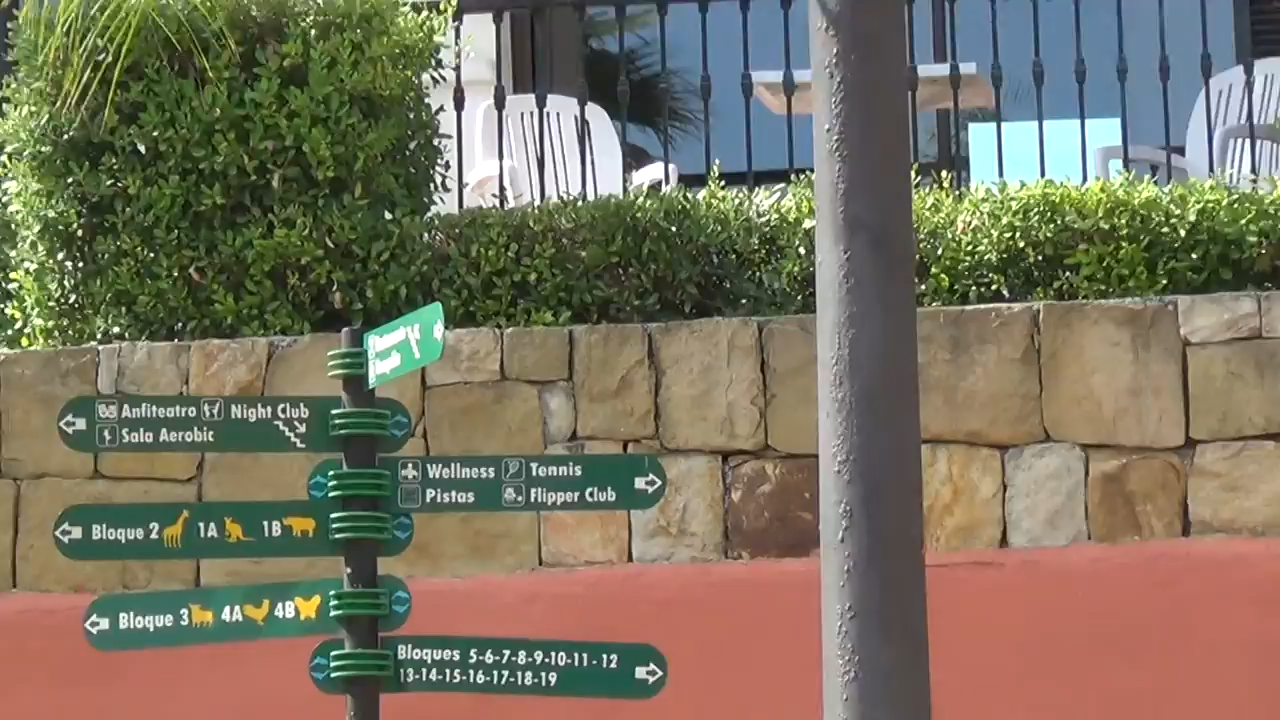 Anfiteatro Night Club
Sala Aerobic
Wellness Tennis
Pistas Flipper Club
Bloque 2 1A 1B
Bloque 3 4A 4B
Bloques 5-6-7-8-9-10-11-12
13-14-15-16-17-18-19